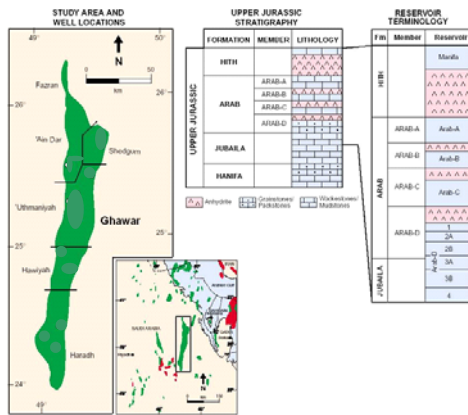 STUDY AREA AND
WELL LOCATIONS
49°
50°
N
50
km
Fazran
26°
'Ain Dar
Shedgum
'Uthmaniyah
Ghawar
25°
25°
Hawiyah
Haradh
24°
49°
SAUDI ARABIA
N
UPPER JURASSIC
STRATIGRAPHY
FORMATION
MEMBER
LITHOLOGY
UPPER JURASSIC
HITH
ARAB
ARAB-A
ARAB-B
ARAB-C
ARAB-D
JUBAILA
HANIFA
Anhydrite
Grainstones/
Packstones
Wackestones/
Mudstones
RESERVOIR
TERMINOLOGY
Fm.
Member
Reservoir
HITH
Manifa
ARAB
ARAB-A
Arab-A
ARAB-B
Arab-B
ARAB-C
Arab-C
ARAB-D
Arab-D
1
2A
2B
3A
3B
4
JUBAILA